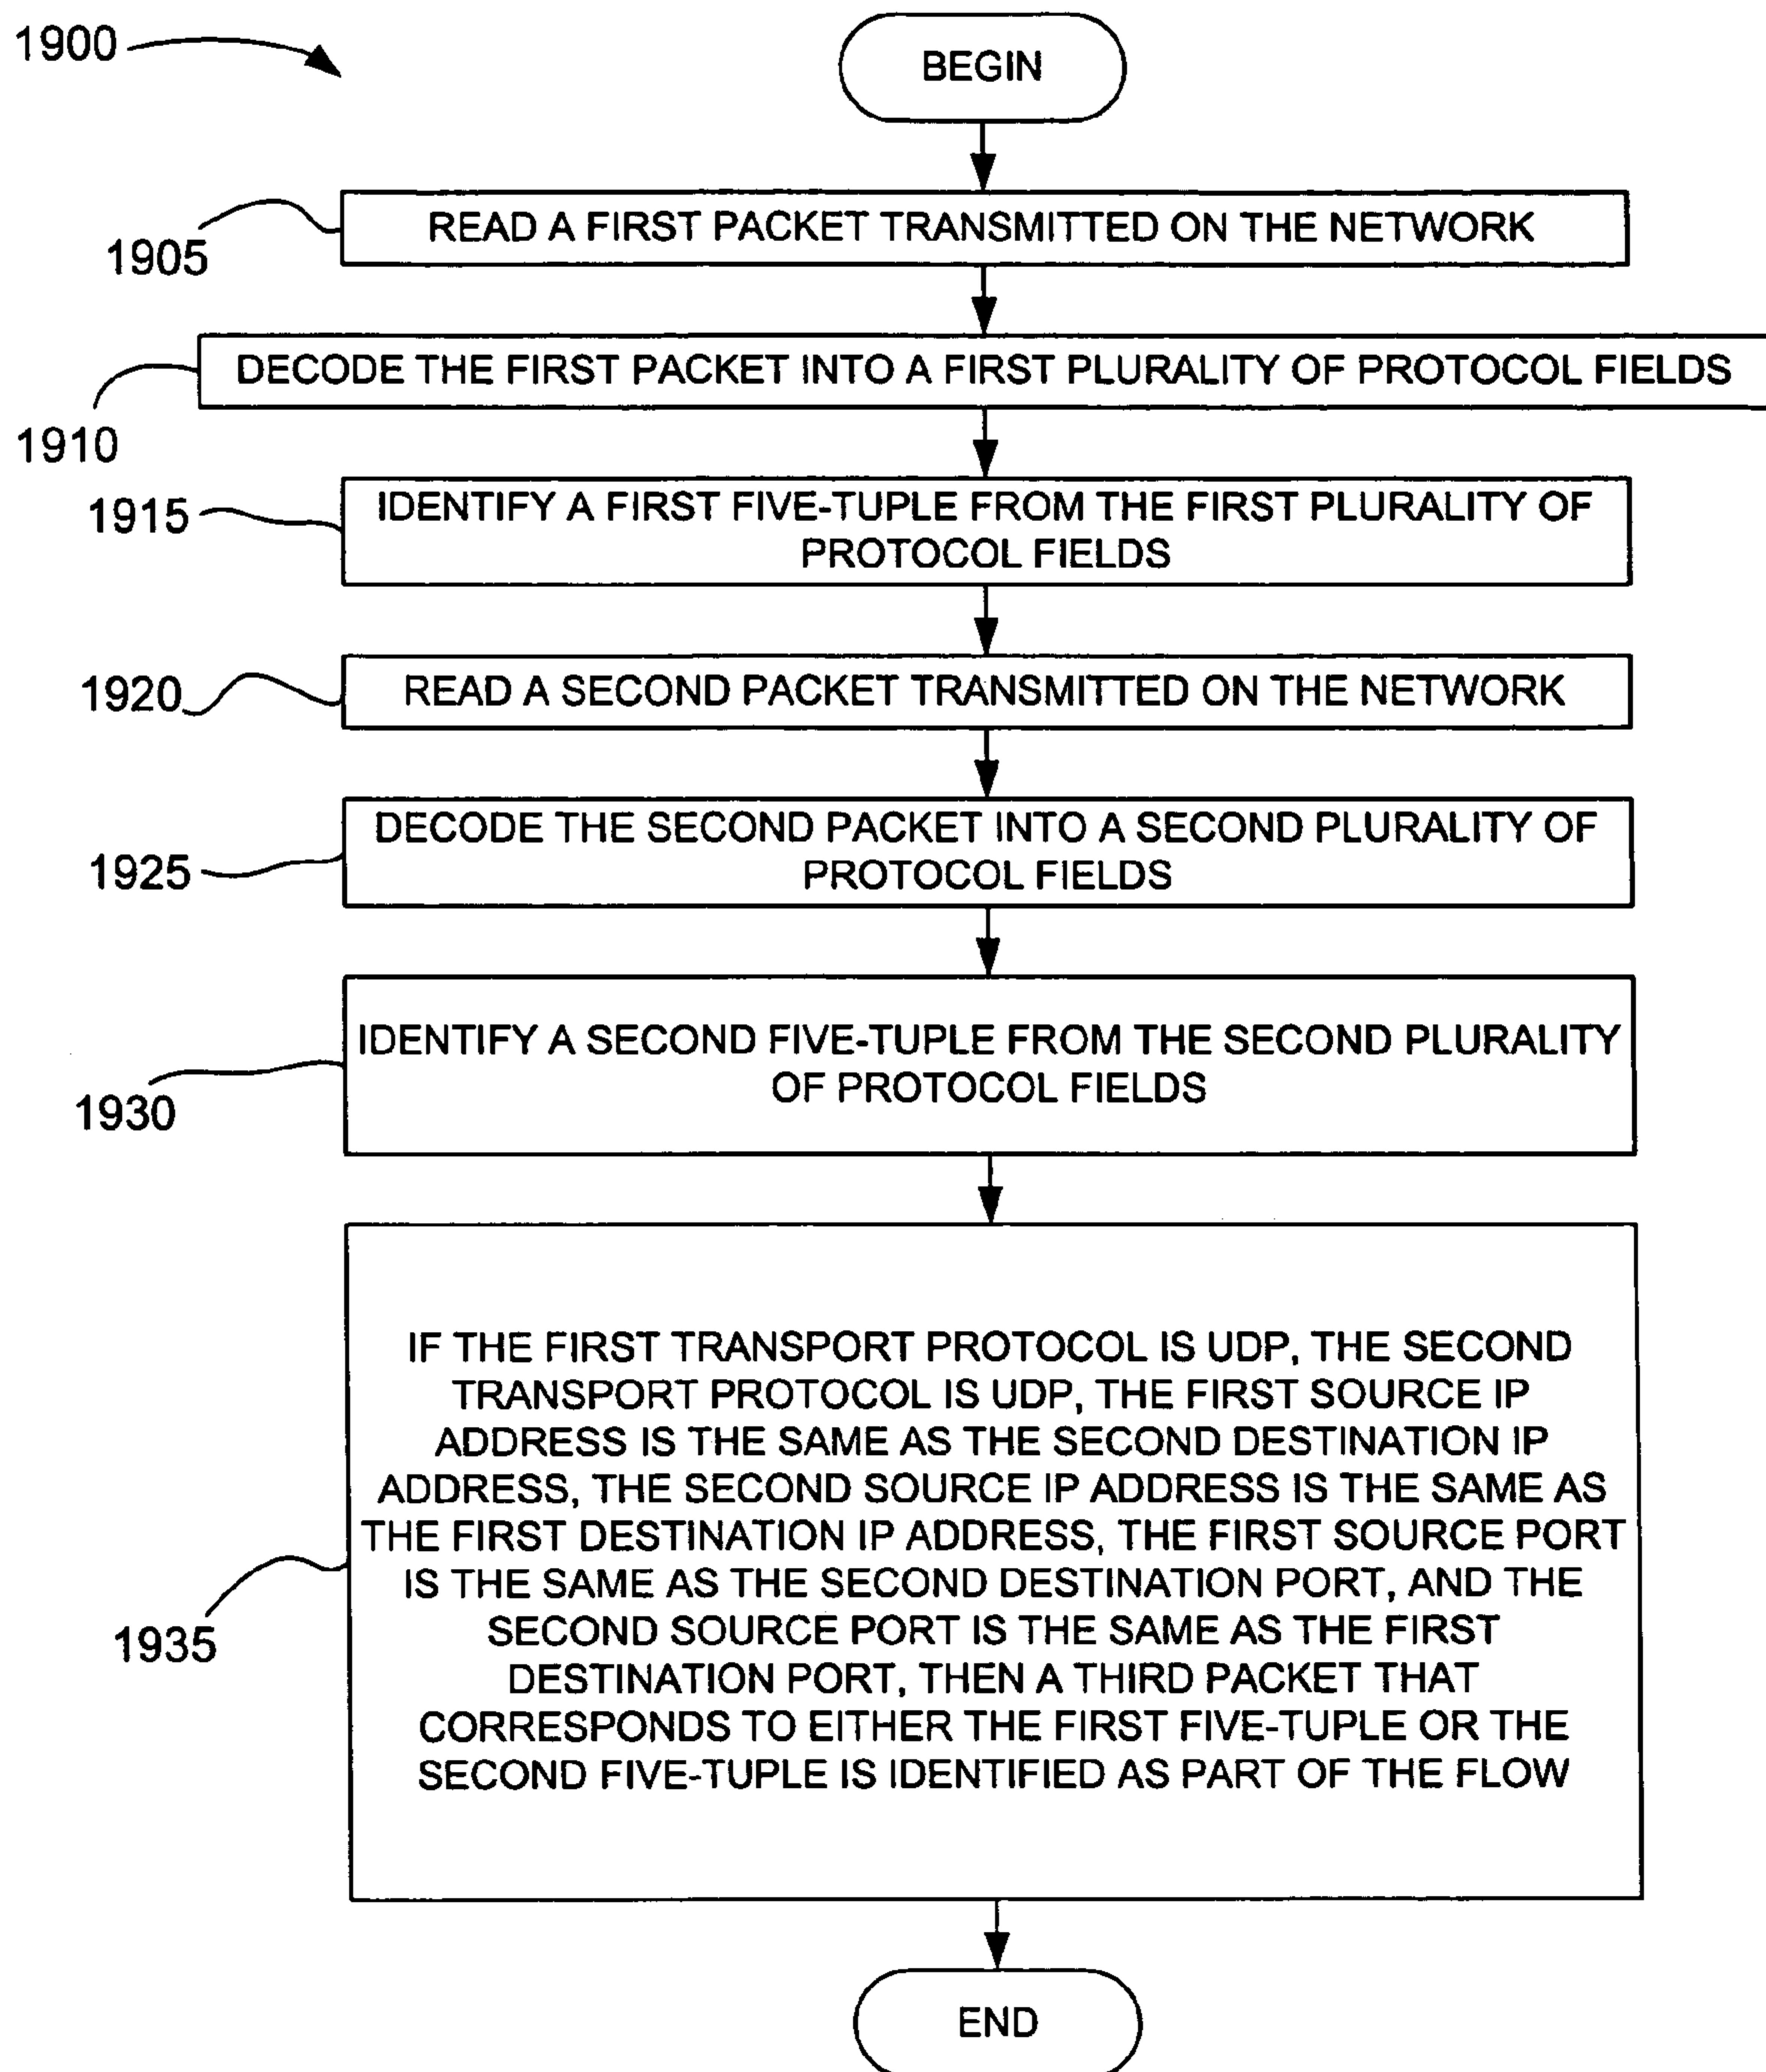 1900
BEGIN
1905
READ A FIRST PACKET TRANSMITTED ON THE NETWORK
DECODE THE FIRST PACKET INTO A FIRST PLURALITY OF PROTOCOL FIELDS
1910
1915
IDENTIFY A FIRST FIVE-TUPLE FROM THE FIRST PLURALITY OF
PROTOCOL FIELDS
1920
READ A SECOND PACKET TRANSMITTED ON THE NETWORK
DECODE THE SECOND PACKET INTO A SECOND PLURALITY OF
PROTOCOL FIELDS
1925
IDENTIFY A SECOND FIVE-TUPLE FROM THE SECOND PLURALITY
OF PROTOCOL FIELDS
1930
IF THE FIRST TRANSPORT PROTOCOL IS UDP, THE SECOND
TRANSPORT PROTOCOL IS UDP, THE FIRST SOURCE IP
ADDRESS IS THE SAME AS THE SECOND DESTINATION IP
ADDRESS, THE SECOND SOURCE IP ADDRESS IS THE SAME AS
THE FIRST DESTINATION IP ADDRESS, THE FIRST SOURCE PORT
IS THE SAME AS THE SECOND DESTINATION PORT, AND THE
SECOND SOURCE PORT IS THE SAME AS THE FIRST
DESTINATION PORT, THEN A THIRD PACKET THAT
CORRESPONDS TO EITHER THE FIRST FIVE-TUPLE OR THE
SECOND FIVE-TUPLE IS IDENTIFIED AS PART OF THE FLOW
1935
END